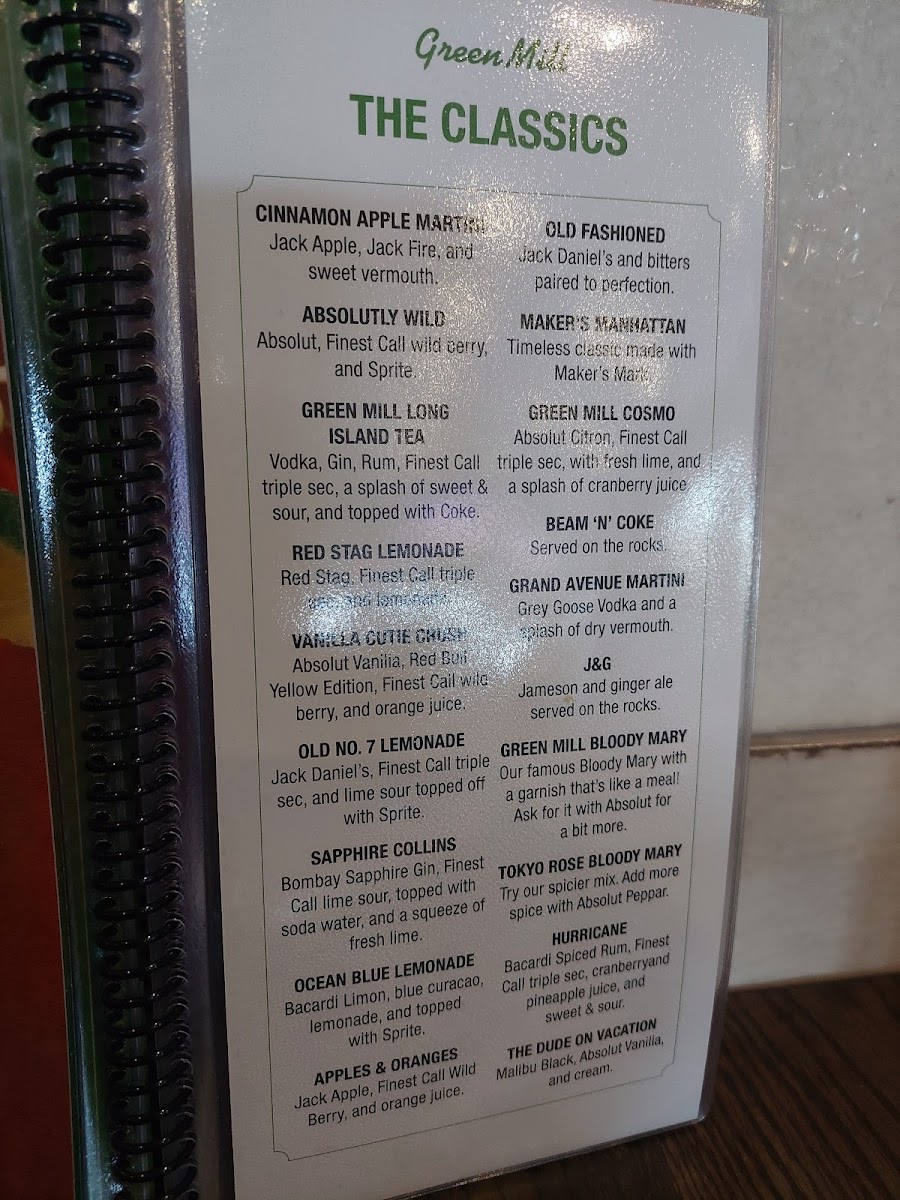 Green Mill
THE CLASSICS
CINNAMON APPLE MARTINI
Jack Apple, Jack Fire, and
sweet vermouth.
ABSOLUTLY WILD
Absolut, Finest Call wild berry,
and Sprite.
GREEN MILL LONG
ISLAND TEA
Vodka, Gin, Rum, Finest Call
triple sec, a splash of sweet &
sour, and topped with Coke.
RED STAG LEMONADE
Red Stag, Finest Call triple
sec, and lemonade.
VANILLA CUTIE CRUSH
Absolut Vanilia, Red Bull
Yellow Edition, Finest Call wild
berry, and orange juice.
OLD NO. 7 LEMONADE
Jack Daniel's, Finest Call triple
sec, and lime sour topped off
with Sprite.
SAPPHIRE COLLINS
Bombay Sapphire Gin, Finest
Call lime sour, topped with
soda water, and a squeeze of
fresh lime.
OCEAN BLUE LEMONADE
Bacardi Limon, blue curacao,
lemonade, and topped
with Sprite.
APPLES & ORANGES
Jack Apple, Finest Call Wild
Berry, and orange juice.
OLD FASHIONED
Jack Daniel's and bitters
paired to perfection.
MAKER'S MANHATTAN
Timeless classic made with
Maker's Mark.
GREEN MILL COSMO
Absolut Citron, Finest Call
triple sec, with fresh lime, and
a splash of cranberry juice
BEAM 'N' COKE
Served on the rocks.
GRAND AVENUE MARTINI
Grey Goose Vodka and a
splash of dry vermouth.
J&G
Jameson and ginger ale
served on the rocks.
GREEN MILL BLOODY MARY
Our famous Bloody Mary with
a garnish that's like a meal!
Ask for it with Absolut for
a bit more.
TOKYO ROSE BLOODY MARY
Try our spicier mix. Add more
spice with Absolut Peppar.
HURRICANE
Bacardi Spiced Rum, Finest
Call triple sec, cranberryand
pineapple juice, and
sweet & sour.
THE DUDE ON VACATION
Malibu Black, Absolut Vanilia,
and cream.